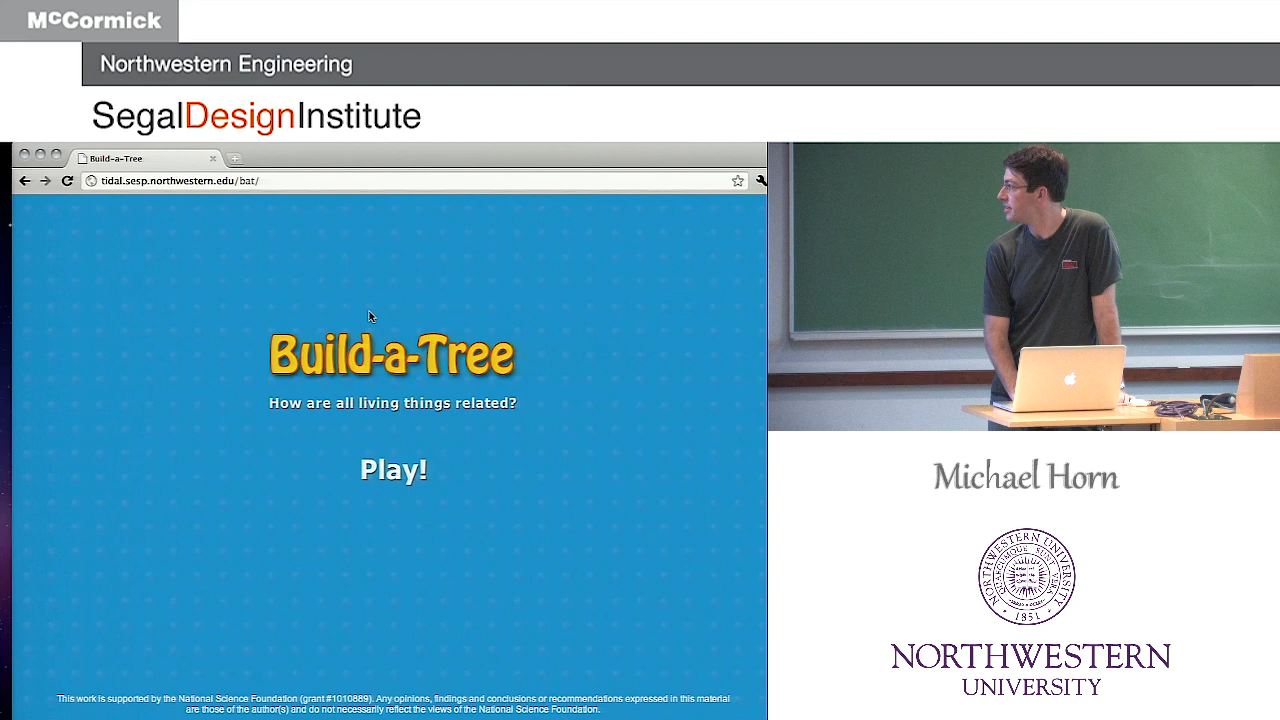 McCormick
Northwestern Engineering
SegalDesignInstitute
Build-a-Tree
tidal.sesp.northwestern.edu/bat/
Build-a-Tree
How are all living things related?
Play!
This work is supported by the National Science Foundation (grant #1010889). Any opinions, findings and conclusions or recommendations expressed in this material
are those of the author(s) and do not necessarily reflect the views of the National Science Foundation.
Michael Horn
NORTHWESTERN UNIVERSITY
1851
NORTHWESTERN
UNIVERSITY